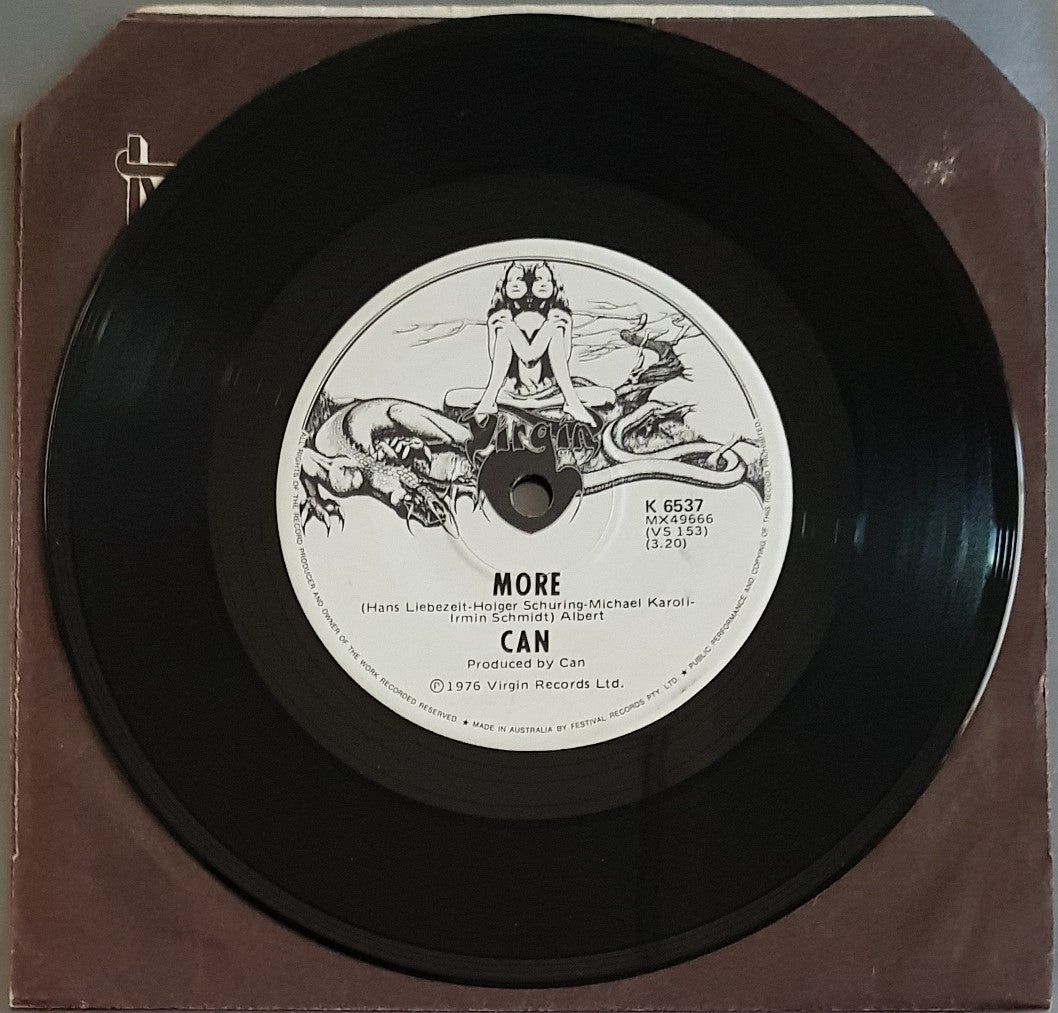 Virgin
K 6537
MX49666
(VS 153)
(3.20)
MORE
(Hans Liebezeit-Holger Schuring-Michael Karoli-
Irmin Schmidt) Albert
CAN
Produced by Can
Ⓟ1976 Virgin Records Ltd.
ALL RIGHTS OF THE RECORD PRODUCER AND OWNER OF THE WORK RECORDED RESERVED. ★ MADE IN AUSTRALIA BY FESTIVAL RECORDS PTY. LTD. ★ PUBLIC PERFORMANCE AND COPYING OF THIS RECORD PROHIBITED.